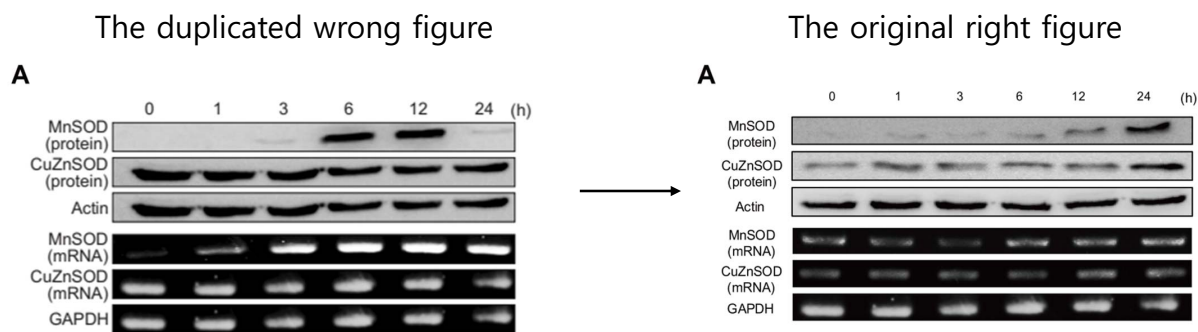 The duplicated wrong figure
A
0 1 3 6 12 24 (h)
MnSOD
(protein)
CuZnSOD
(protein)
Actin
MnSOD
(mRNA)
CuZnSOD
(mRNA)
GAPDH
The original right figure
A
0 1 3 6 12 24 (h)
MnSOD
(protein)
CuZnSOD
(protein)
Actin
MnSOD
(mRNA)
CuZnSOD
(mRNA)
GAPDH